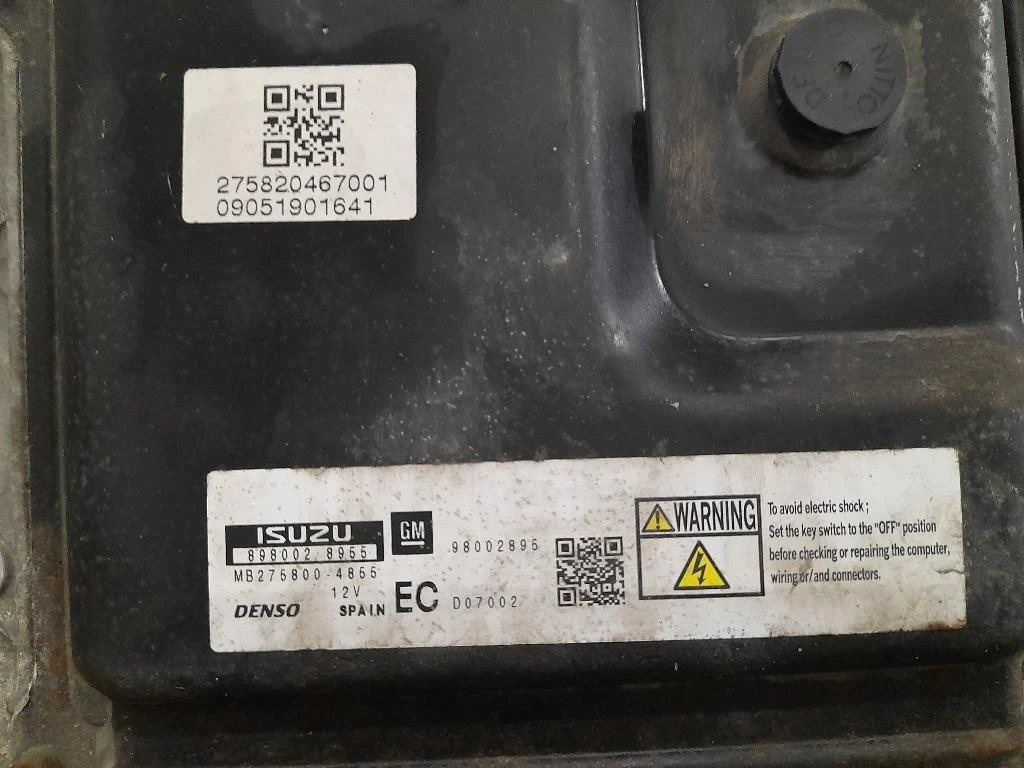 275820467001
09051901641
NITTO DENKO
ISUZU
898002 8955
MB275800-4855
12V
DENSO SPAIN
GM
EC
98002895
D07002
WARNING
To avoid electric shock ;
Set the key switch to the "OFF" position
before checking or repairing the computer,
wiring or/and connectors.